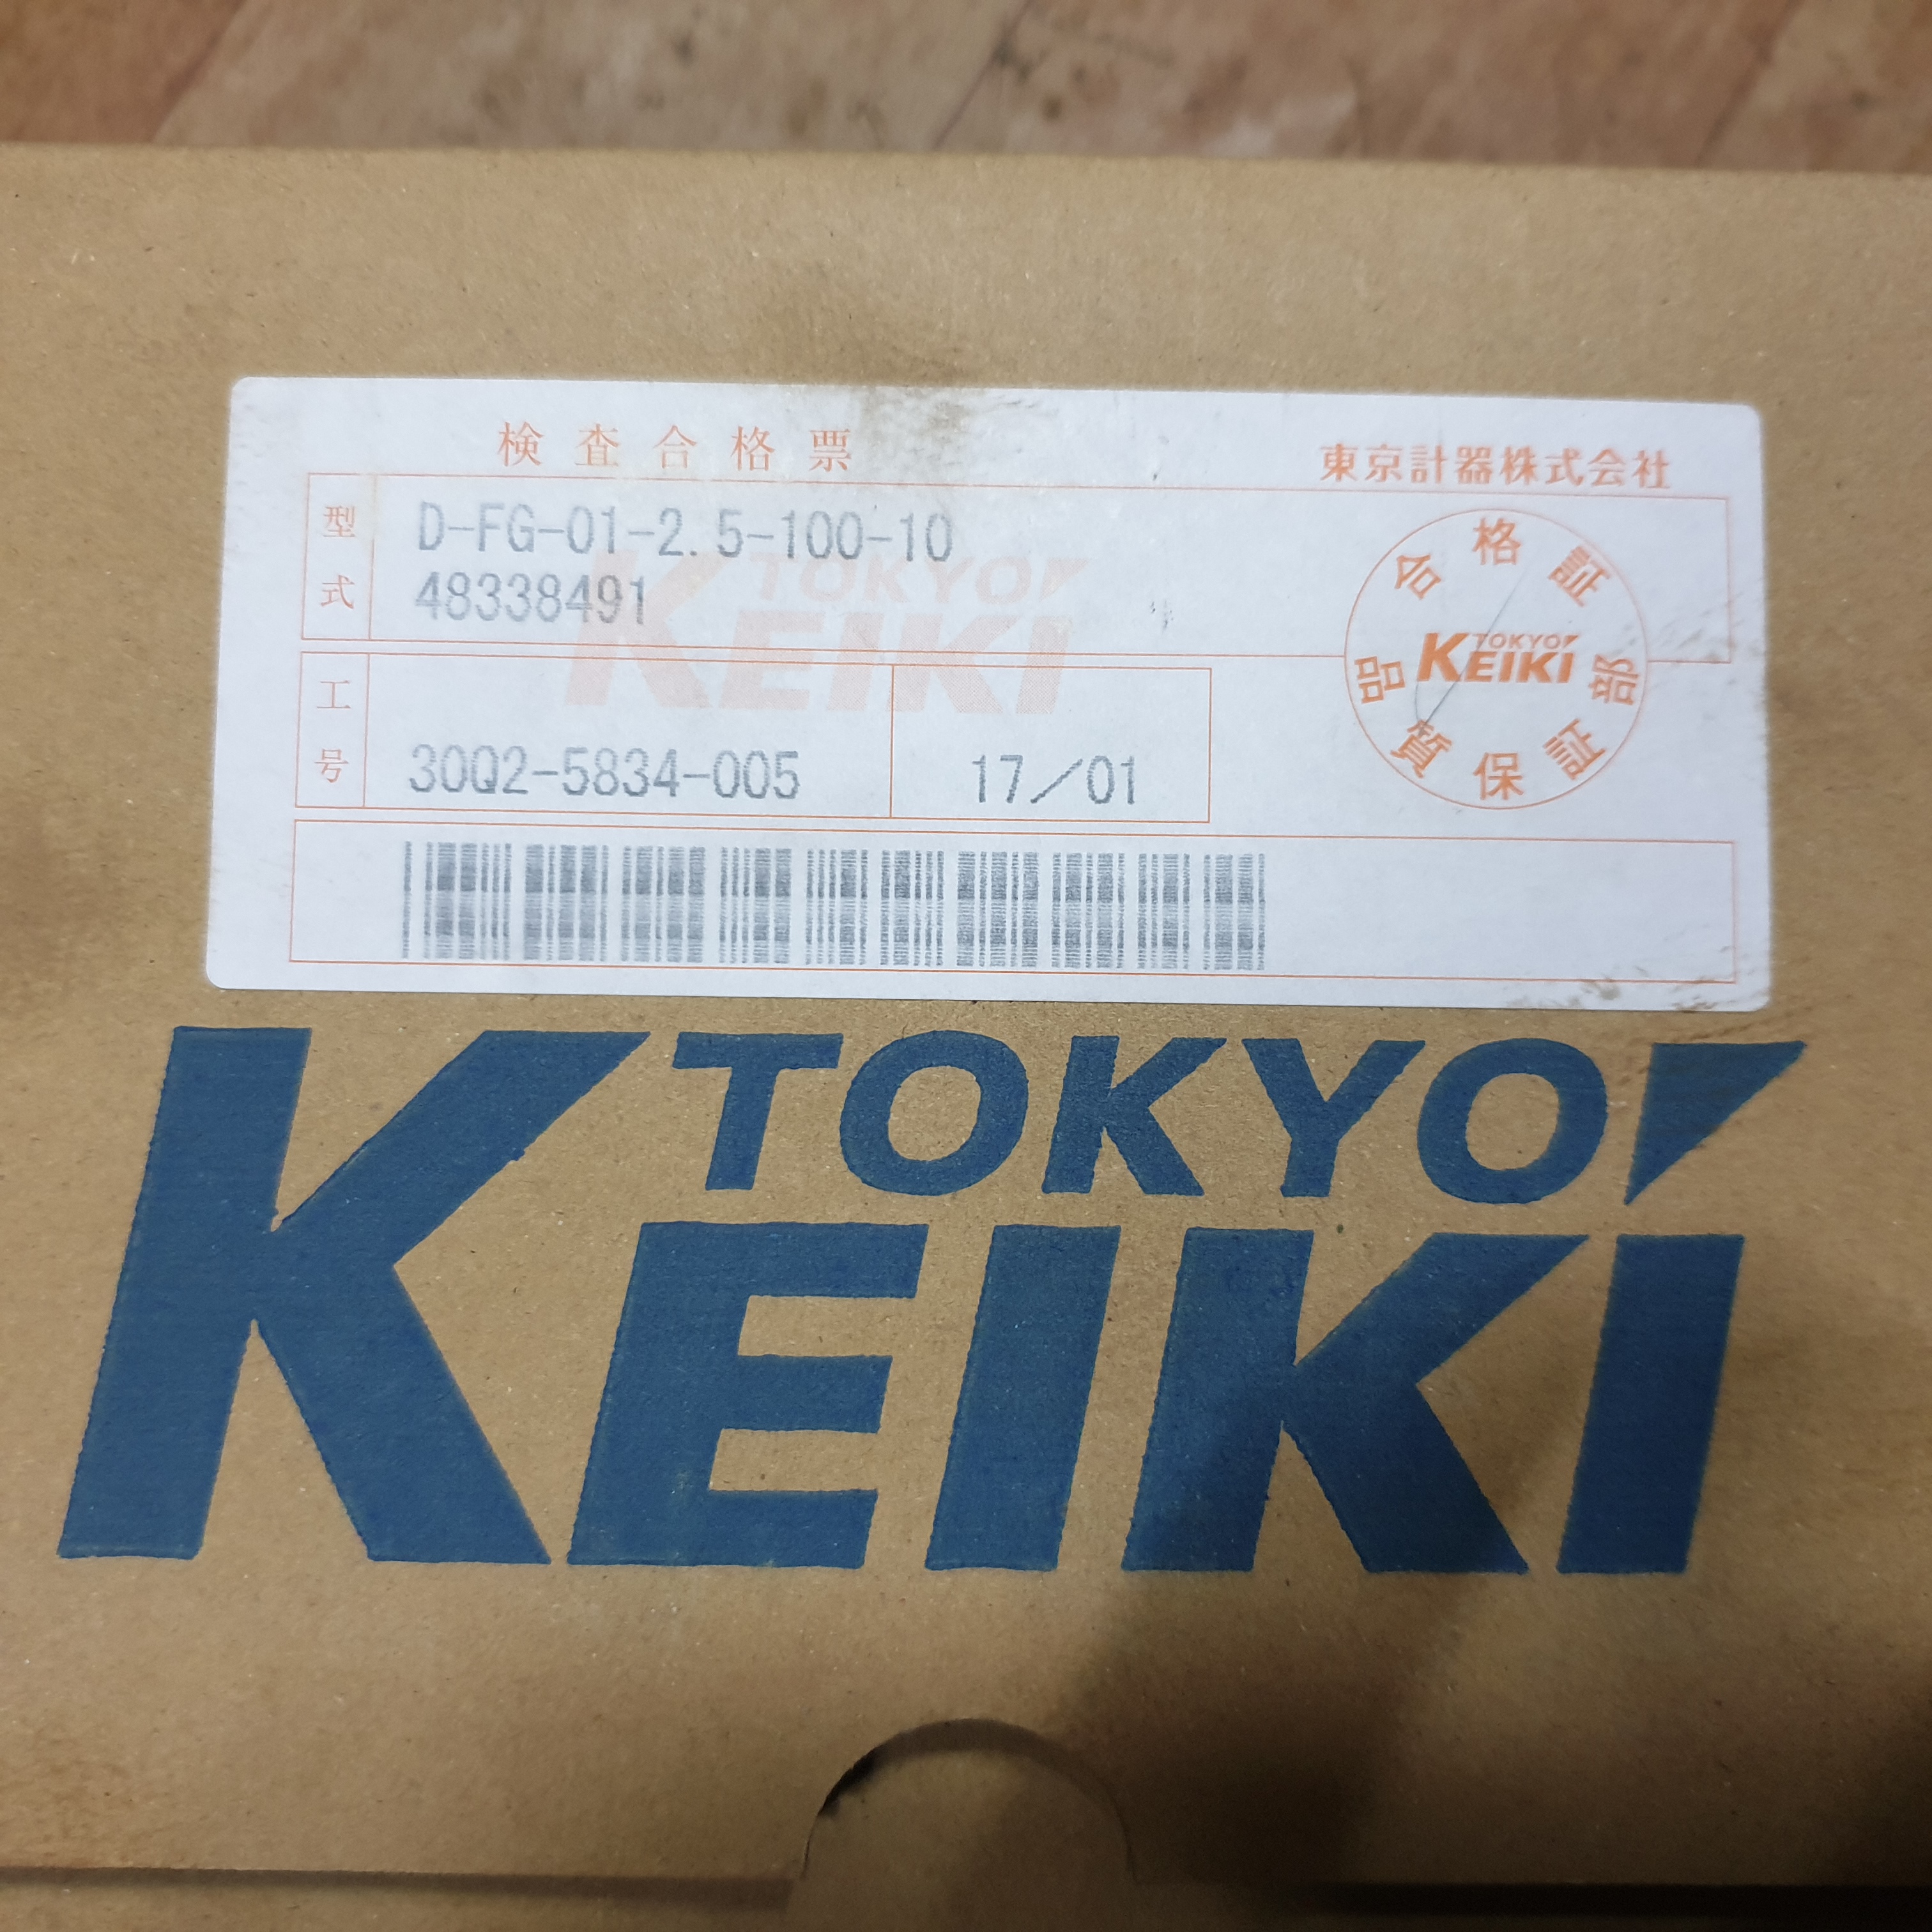 検査合格票
東京計器株式会社
型式
D-FG-01-2.5-100-10
48338491
TOKYO
KEIKI
合格証
TOKYO
KEIKI
品質保証部
工号
30Q2-5834-005
17/01
TOKYO
KEIKI